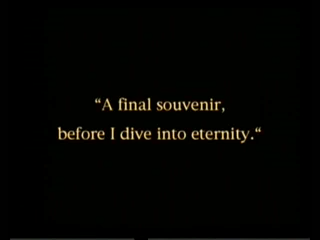 “A final souvenir,
before I dive into eternity.“